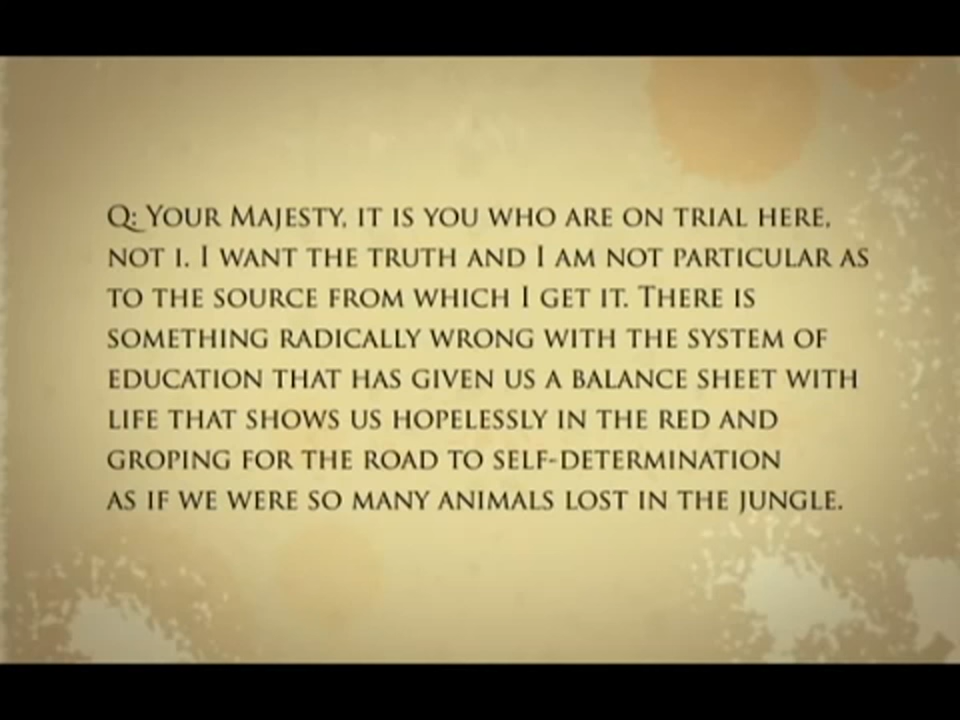 Q: Your Majesty, it is you who are on trial here,
not i. I want the truth and I am not particular as
to the source from which I get it. There is
something radically wrong with the system of
education that has given us a balance sheet with
life that shows us hopelessly in the red and
groping for the road to self-determination
as if we were so many animals lost in the jungle.